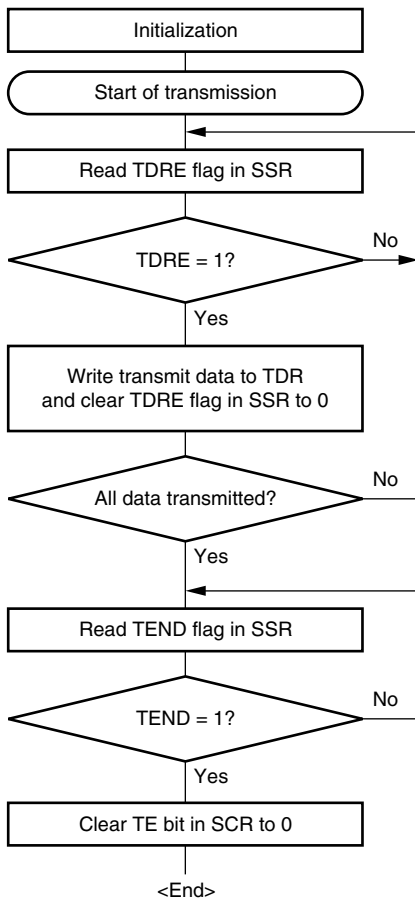 Initialization
Start of transmission
Read TDRE flag in SSR
TDRE = 1?
No
Yes
Write transmit data to TDR
and clear TDRE flag in SSR to 0
All data transmitted?
No
Yes
Read TEND flag in SSR
TEND = 1?
No
Yes
Clear TE bit in SCR to 0
<End>